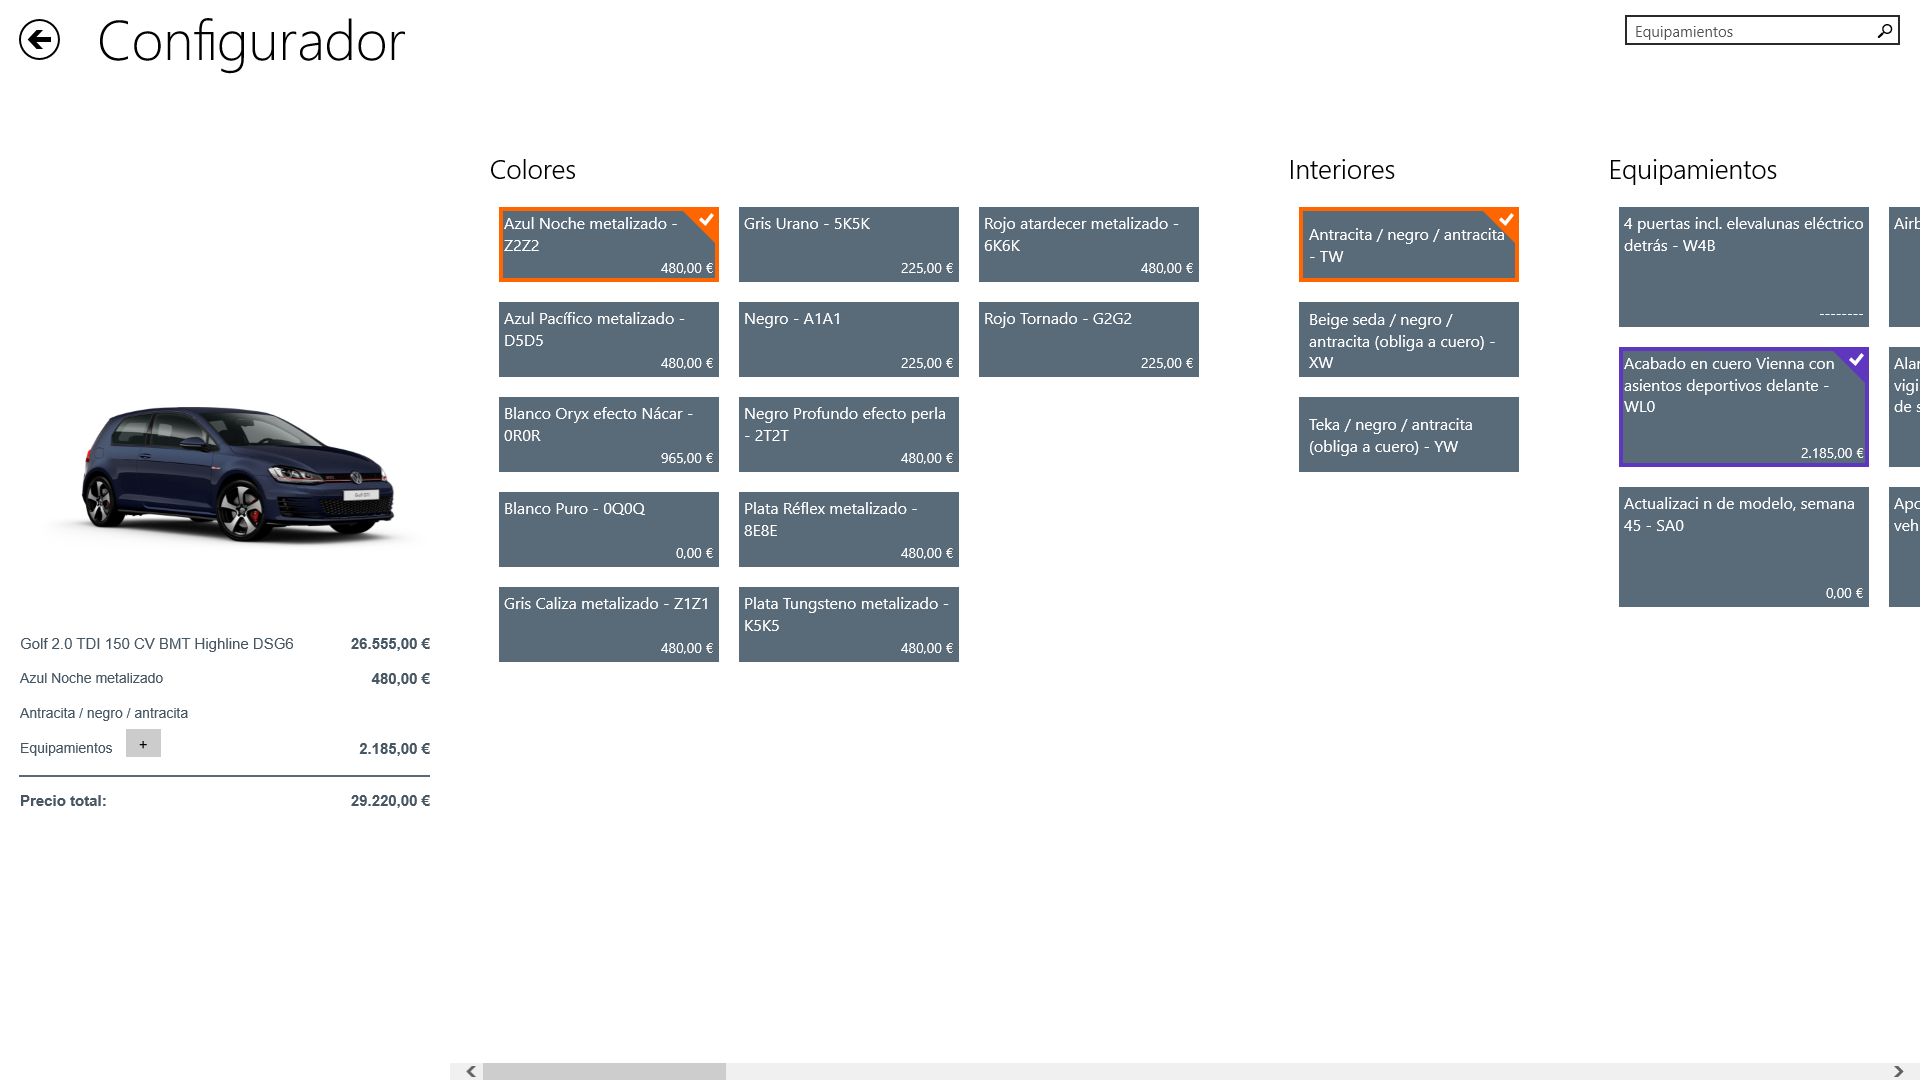 Configurador
Equipamientos
Colores
Azul Noche metalizado -
Z2Z2
480,00 €
Azul Pacífico metalizado -
D5D5
480,00 €
Blanco Oryx efecto Nácar -
0R0R
965,00 €
Blanco Puro - 0Q0Q
0,00 €
Gris Caliza metalizado - Z1Z1
480,00 €
Gris Urano - 5K5K
225,00 €
Negro - A1A1
225,00 €
Negro Profundo efecto perla
- 2T2T
480,00 €
Plata Réflex metalizado -
8E8E
480,00 €
Plata Tungsteno metalizado -
K5K5
480,00 €
Rojo atardecer metalizado -
6K6K
480,00 €
Rojo Tornado - G2G2
225,00 €
Interiores
Antracita / negro / antracita
- TW
Beige seda / negro /
antracita (obliga a cuero) -
XW
Teka / negro / antracita
(obliga a cuero) - YW
Equipamientos
4 puertas incl. elevalunas eléctrico
detrás - W4B
--------
Acabado en cuero Vienna con
asientos deportivos delante -
WL0
2.185,00 €
Actualizaci n de modelo, semana
45 - SA0
0,00 €
Airb
Alar
vigi
de s
Apo
veh
Golf 2.0 TDI 150 CV BMT Highline DSG6 26.555,00 €
Azul Noche metalizado 480,00 €
Antracita / negro / antracita
Equipamientos + 2.185,00 €
Precio total: 29.220,00 €